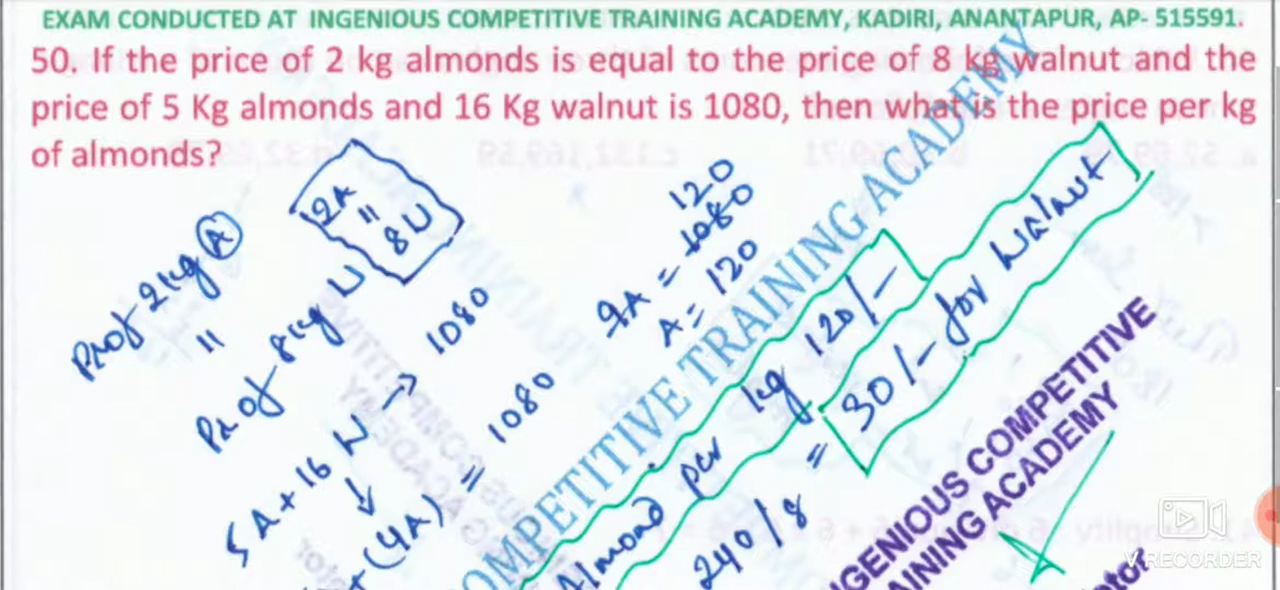 EXAM CONDUCTED AT INGENIOUS COMPETITIVE TRAINING ACADEMY, KADIRI, ANANTAPUR, AP- 515591.
50. If the price of 2 kg almonds is equal to the price of 8 kg walnut and the
price of 5 Kg almonds and 16 Kg walnut is 1080, then what is the price per kg
of almonds?
2A
=
8W
P of 2 kg A
=
P of 8 kg W
5A + 16 W → 1080
+ (4A) = 1080
120
9A = 1080
A = 120
Almond per kg 120/-
240/8 = 30/- for walnut
COMPETITIVE TRAINING ACADEMY
INGENIOUS COMPETITIVE
TRAINING ACADEMY
V RECORDER